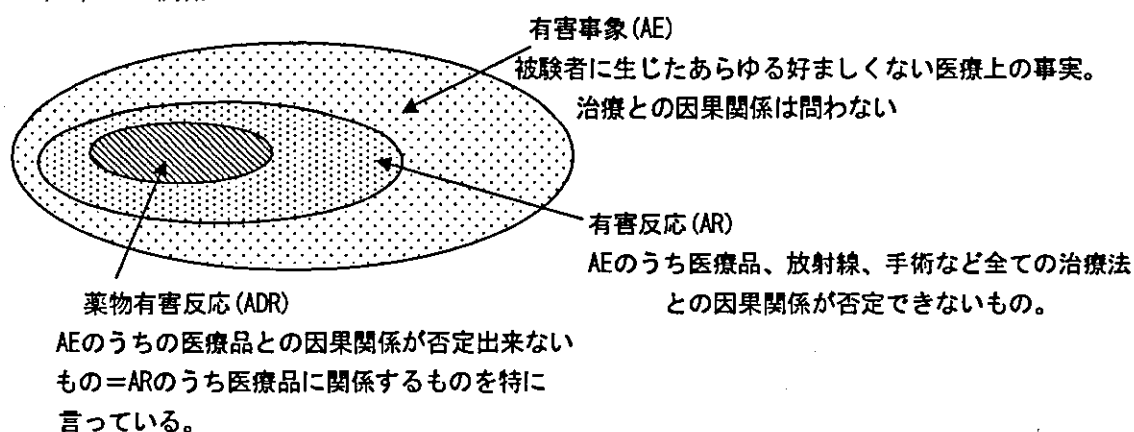 有害事象(AE)
被験者に生じたあらゆる好ましくない医療上の事実。
治療との因果関係は問わない
有害反応(AR)
AEのうち医療品、放射線、手術など全ての治療法
との因果関係が否定できないもの。
薬物有害反応(ADR)
AEのうちの医療品との因果関係が否定出来ない
もの=ARのうち医療品に関係するものを特に
言っている。